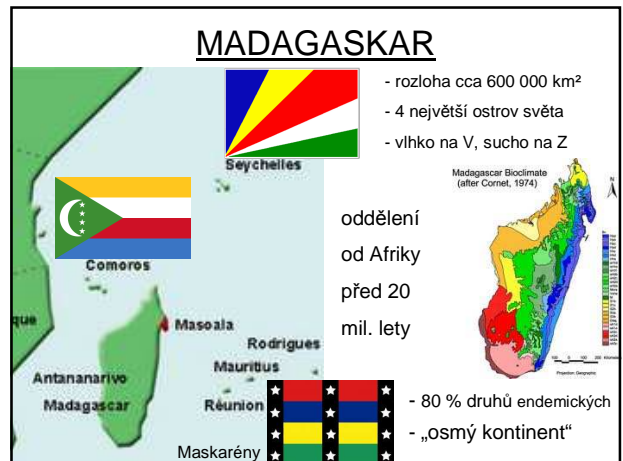 MADAGASKAR
- rozloha cca 600 000 km²
- 4 největší ostrov světa
- vlhko na V, sucho na Z
Seychelles
Madagascar Bioclimate
(after Cornet, 1974)
N
oddělení
od Afriky
před 20
mil. lety
Comoros
que
Masoala
Rodrigues
Mauritius
Antananarivo
Madagascar
Réunion
Maskarény
Projection: Geographic
- 80 % druhů endemických
- „osmý kontinent“